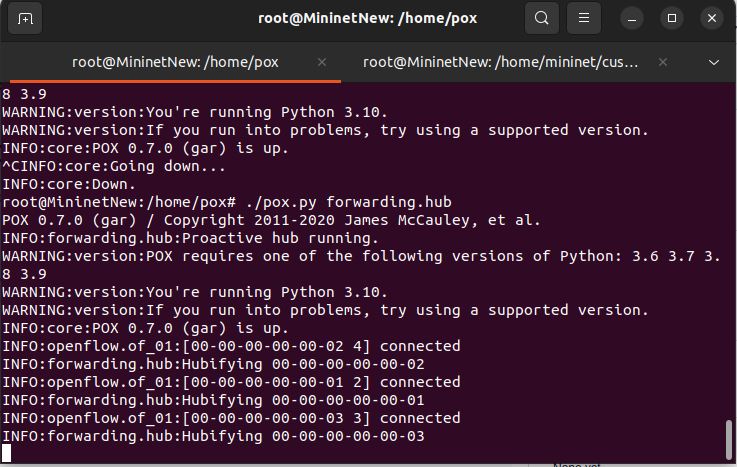 root@MininetNew: /home/pox
root@MininetNew: /home/pox
root@MininetNew: /home/mininet/cus...
8 3.9
WARNING:version:You're running Python 3.10.
WARNING:version:If you run into problems, try using a supported version.
INFO:core:POX 0.7.0 (gar) is up.
^CINFO:core:Going down...
INFO:core:Down.
root@MininetNew:/home/pox# ./pox.py forwarding.hub
POX 0.7.0 (gar) / Copyright 2011-2020 James McCauley, et al.
INFO:forwarding.hub:Proactive hub running.
WARNING:version:POX requires one of the following versions of Python: 3.6 3.7 3.
8 3.9
WARNING:version:You're running Python 3.10.
WARNING:version:If you run into problems, try using a supported version.
INFO:core:POX 0.7.0 (gar) is up.
INFO:openflow.of_01:[00-00-00-00-00-02 4] connected
INFO:forwarding.hub:Hubifying 00-00-00-00-00-02
INFO:openflow.of_01:[00-00-00-00-00-01 2] connected
INFO:forwarding.hub:Hubifying 00-00-00-00-00-01
INFO:openflow.of_01:[00-00-00-00-00-03 3] connected
INFO:forwarding.hub:Hubifying 00-00-00-00-00-03